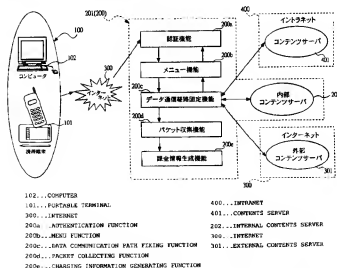 201(200)
400
200a
認証機能
イントラネット
100
200b
メニュー機能
コンテンツサーバ
401
コンピュータ
102
300
200c
インターネット
データ通信経路固定機能
内部
コンテンツサーバ
202
101
200d
パケット収集機能
携帯端末
インターネット
200e
課金情報生成機能
外部
コンテンツサーバ
301
300
102...COMPUTER
101...PORTABLE TERMINAL
300...INTERNET
200a...AUTHENTICATION FUNCTION
200b...MENU FUNCTION
200c...DATA COMMUNICATION PATH FIXING FUNCTION
200d...PACKET COLLECTING FUNCTION
200e...CHARGING INFORMATION GENERATING FUNCTION
400...INTRANET
401...CONTENTS SERVER
202...INTERNAL CONTENTS SERVER
300...INTERNET
301...EXTERNAL CONTENTS SERVER